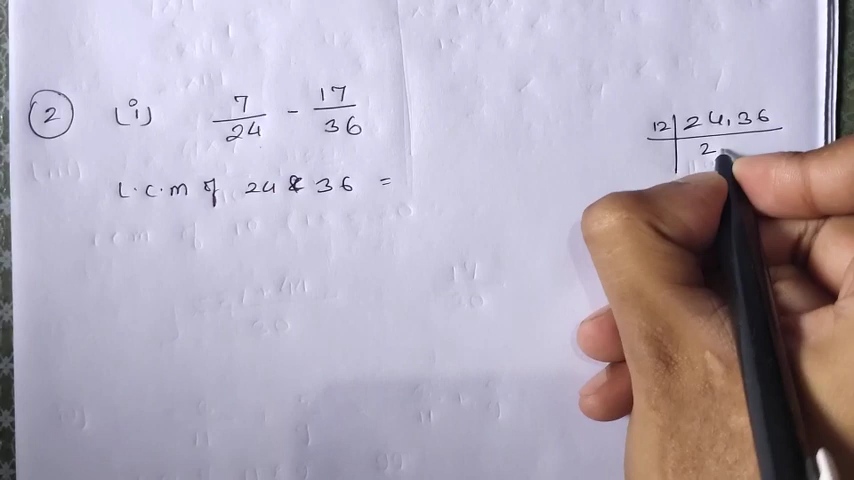 2 (i) 7/24 - 17/36
L.C.M of 24 & 36 =
12 | 24, 36
2